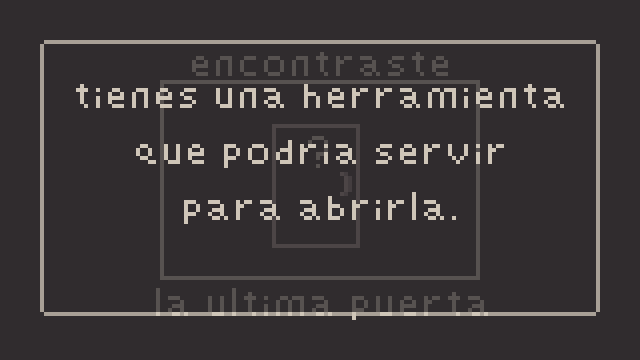 encontraste
tienes una herramienta
que podria servir
?
para abrirla.
la ultima puerta